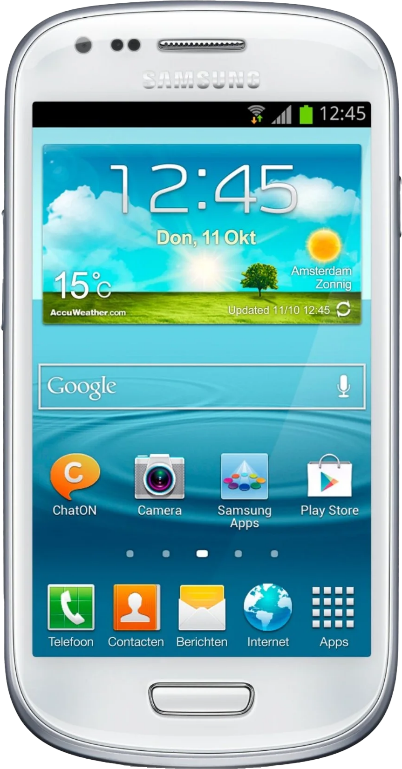 SAMSUNG
12:45
12:45
Don, 11 Okt
15°c
Amsterdam
Zonnig
AccuWeather.com
Updated 11/10 12:45
Google
C
ChatON
Camera
Samsung
Apps
Play Store
Telefoon
Contacten
Berichten
Internet
Apps